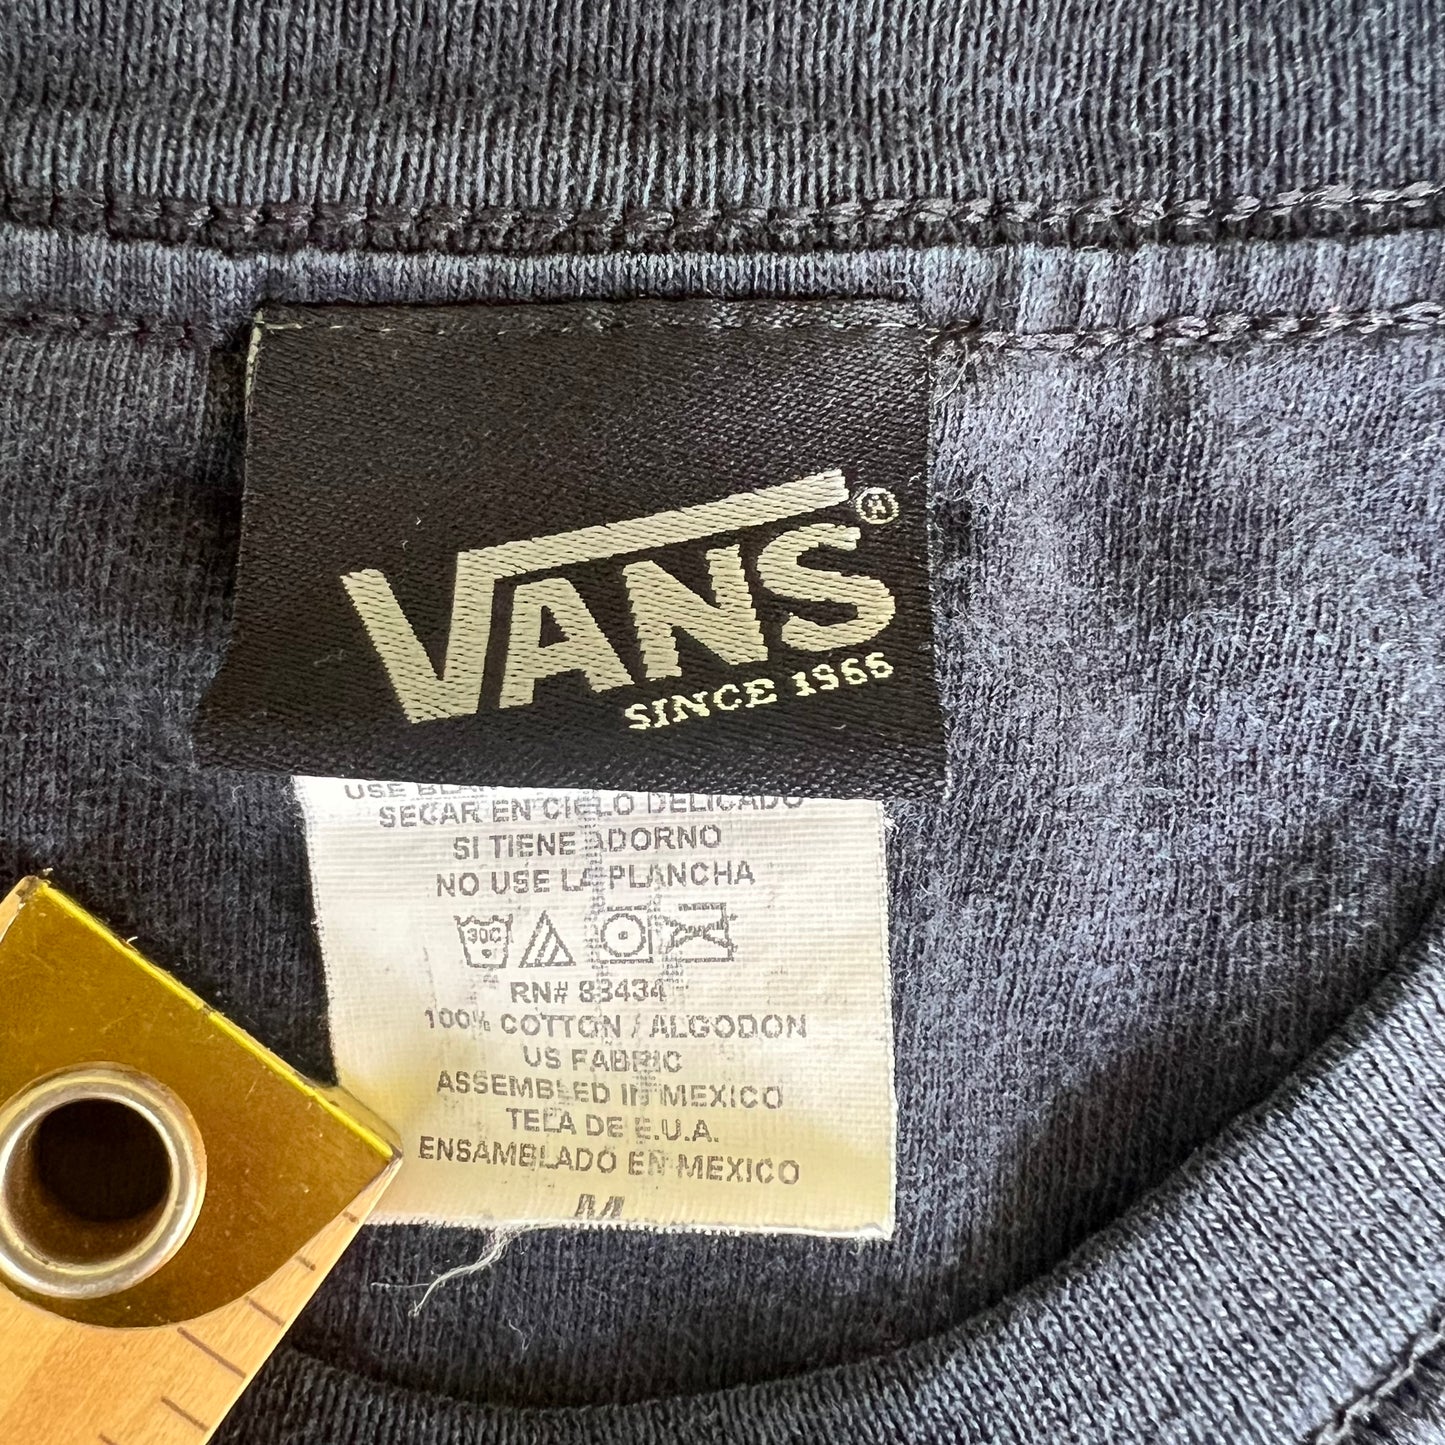 VANS®
SINCE 1966
USE
SECAR EN CICLO DELICADO
SI TIENE ADORNO
NO USE LA PLANCHA
30C
RN# 83434
100% COTTON / ALGODON
US FABRIC
ASSEMBLED IN MEXICO
TELA DE E.U.A.
ENSAMBLADO EN MEXICO
M